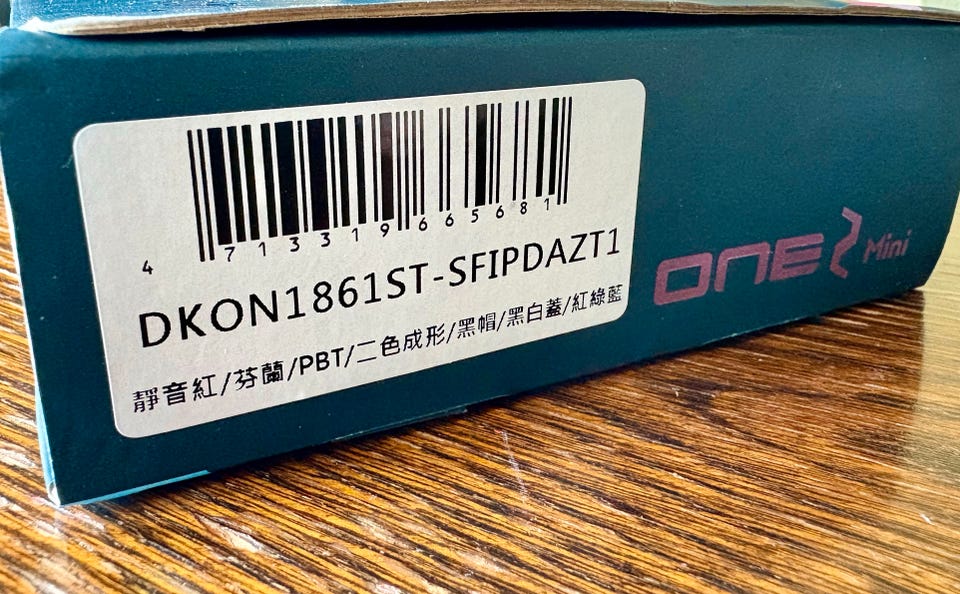 4 713319 665681
DKON1861ST-SFIPDAZT1
靜音紅/芬蘭/PBT/二色成形/黑帽/黑白蓋/紅綠藍
ONE 2 Mini